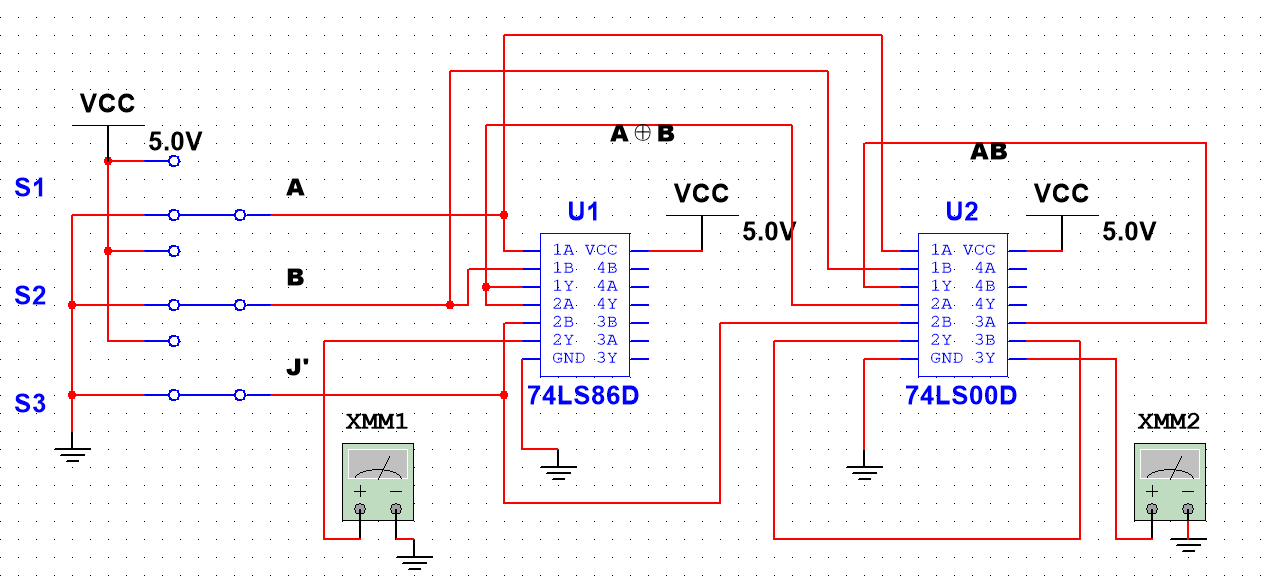 VCC
5.0V
S1
A
S2
B
S3
J'
A ⊕ B
AB
U1
VCC
5.0V
1A VCC
1B 4B
1Y 4A
2A 4Y
2B 3B
2Y 3A
GND 3Y
74LS86D
U2
VCC
5.0V
1A VCC
1B 4A
1Y 4B
2A 4Y
2B 3A
2Y 3B
GND 3Y
74LS00D
XMM1
+ −
XMM2
+ −